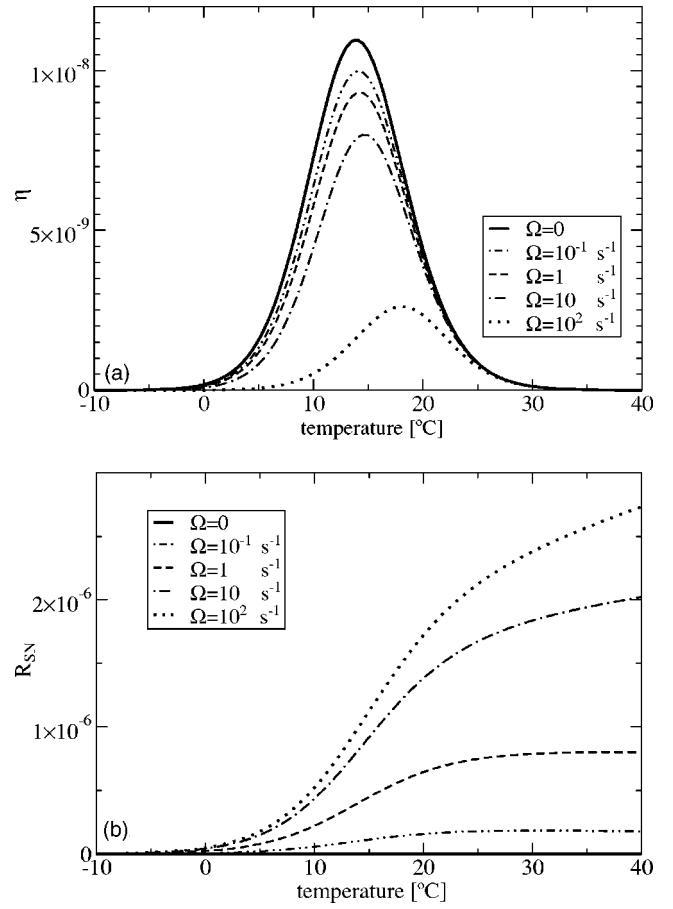 1×10⁻⁸
η
5×10⁻⁹
0
(a)
Ω=0
Ω=10⁻¹ s⁻¹
Ω=1 s⁻¹
Ω=10 s⁻¹
Ω=10² s⁻¹
-10 0 10 20 30 40
temperature [°C]
Ω=0
Ω=10⁻¹ s⁻¹
Ω=1 s⁻¹
Ω=10 s⁻¹
Ω=10² s⁻¹
2×10⁻⁶
R_SN
1×10⁻⁶
(b)
0
-10 0 10 20 30 40
temperature [°C]